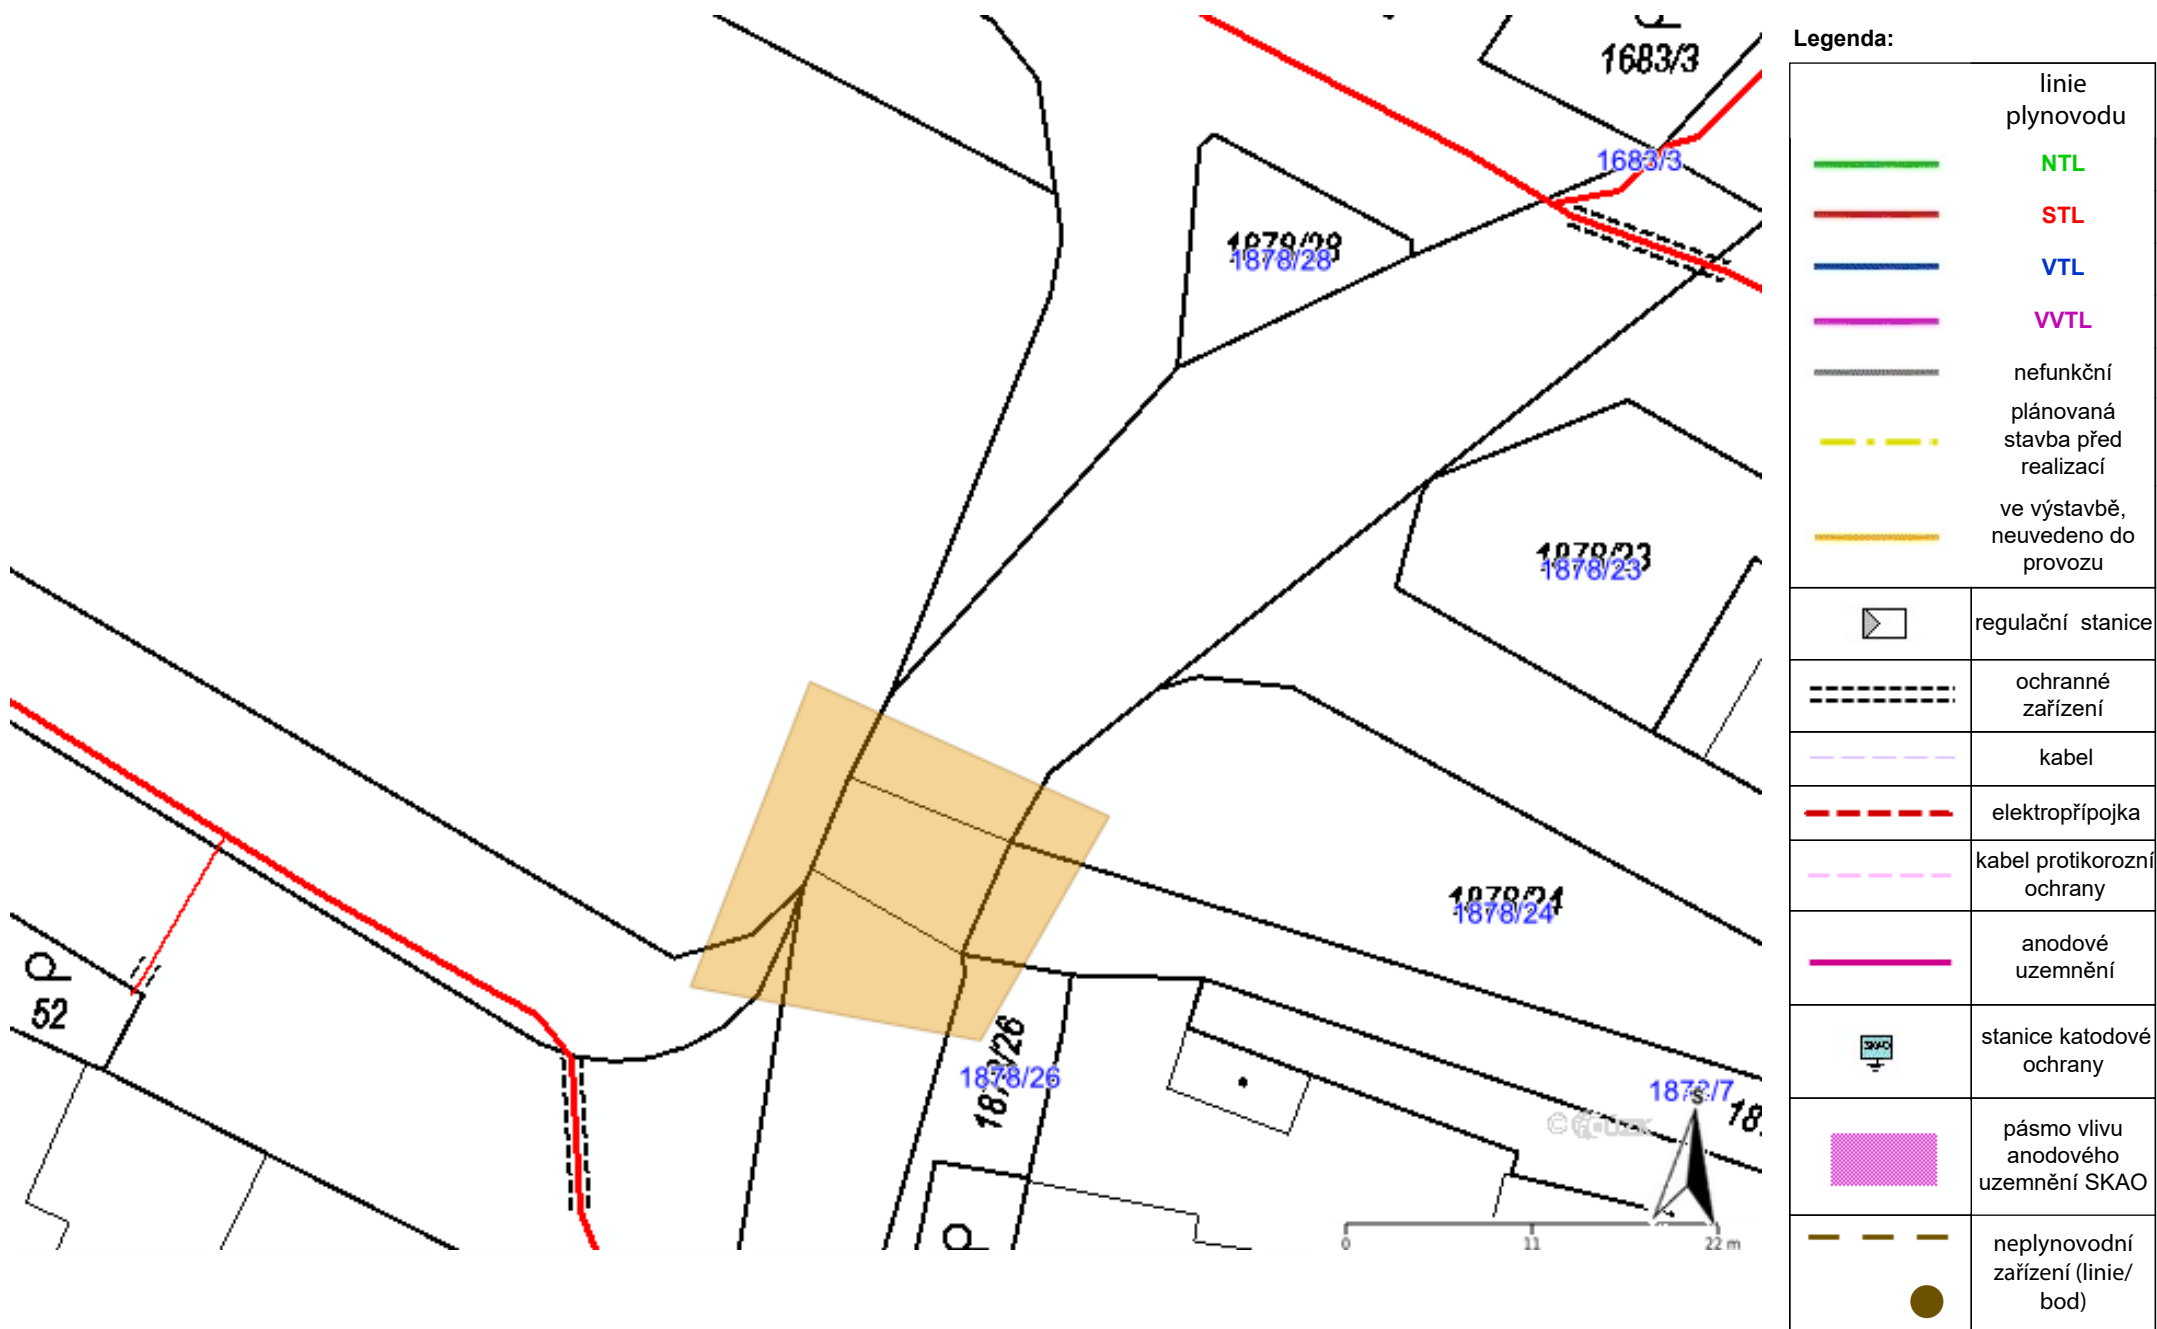 1683/3
1683/3
1878/28
1878/28
1878/23
1878/23
1878/24
1878/24
52
1878/26
1878/26
S
0
11
22 m
Legenda:
linie
plynovodu
NTL
STL
VTL
VVTL
nefunkční
plánovaná
stavba před
realizací
ve výstavbě,
neuvedeno do
provozu
regulační stanice
ochranné
zařízení
kabel
elektropřípojka
kabel protikorozní
ochrany
anodové
uzemnění
SKAO
stanice katodové
ochrany
pásmo vlivu
anodového
uzemnění SKAO
neplynovodní
zařízení (linie/
bod)